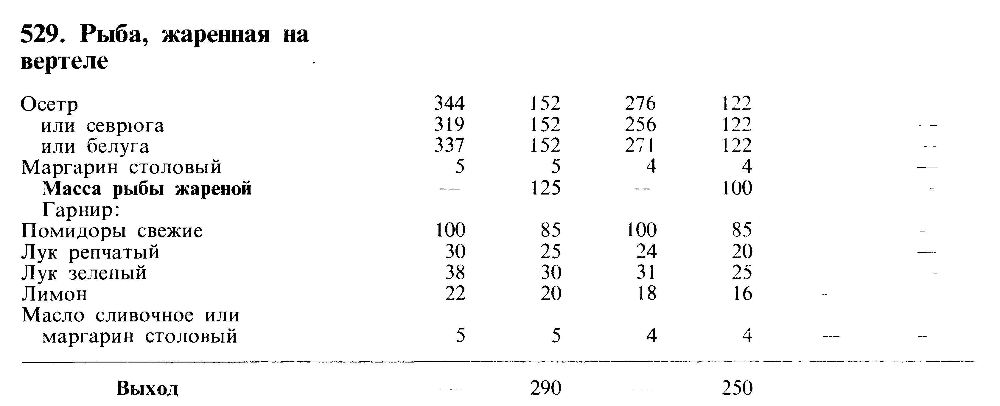 529. Рыба, жаренная на
вертеле
Осетр 344 152 276 122
или севрюга 319 152 256 122 - —
или белуга 337 152 271 122 - -
Маргарин столовый 5 5 4 4 —
Масса рыбы жареной — 125 — 100 -
Гарнир:
Помидоры свежие 100 85 100 85 -
Лук репчатый 30 25 24 20 —
Лук зеленый 38 30 31 25 -
Лимон 22 20 18 16 -
Масло сливочное или
маргарин столовый 5 5 4 4 — —
Выход — 290 — 250